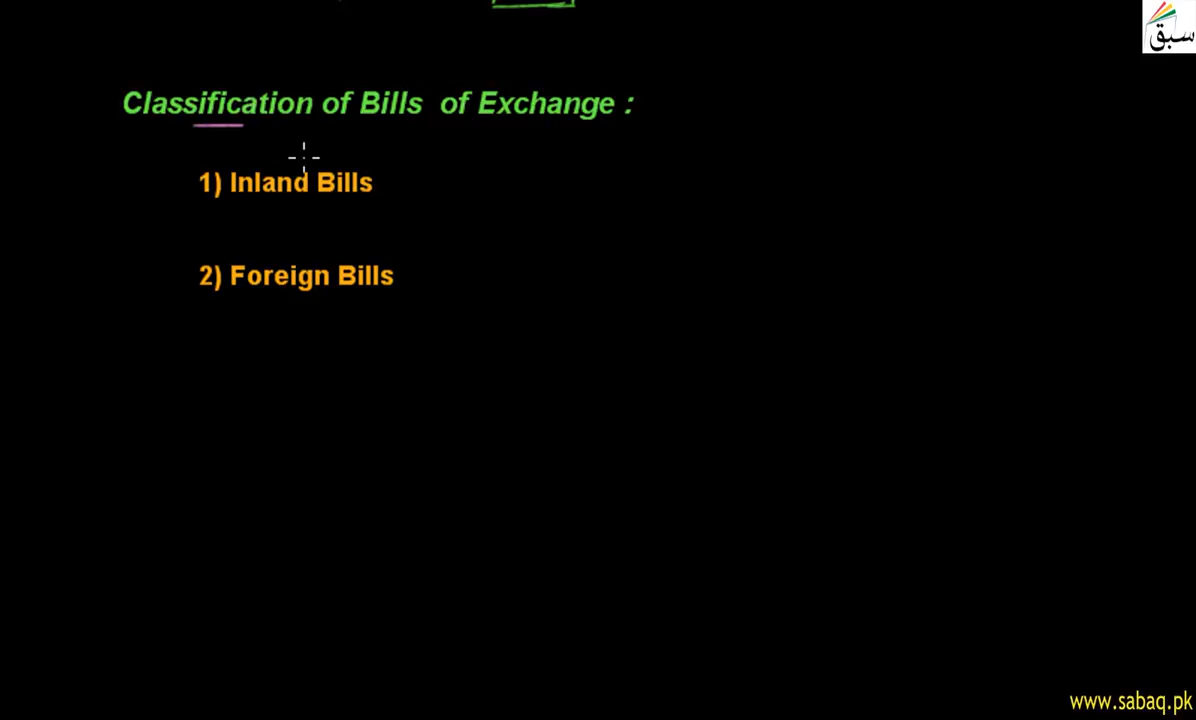 سبق
Classification of Bills of Exchange :
1) Inland Bills
2) Foreign Bills
www.sabaq.pk